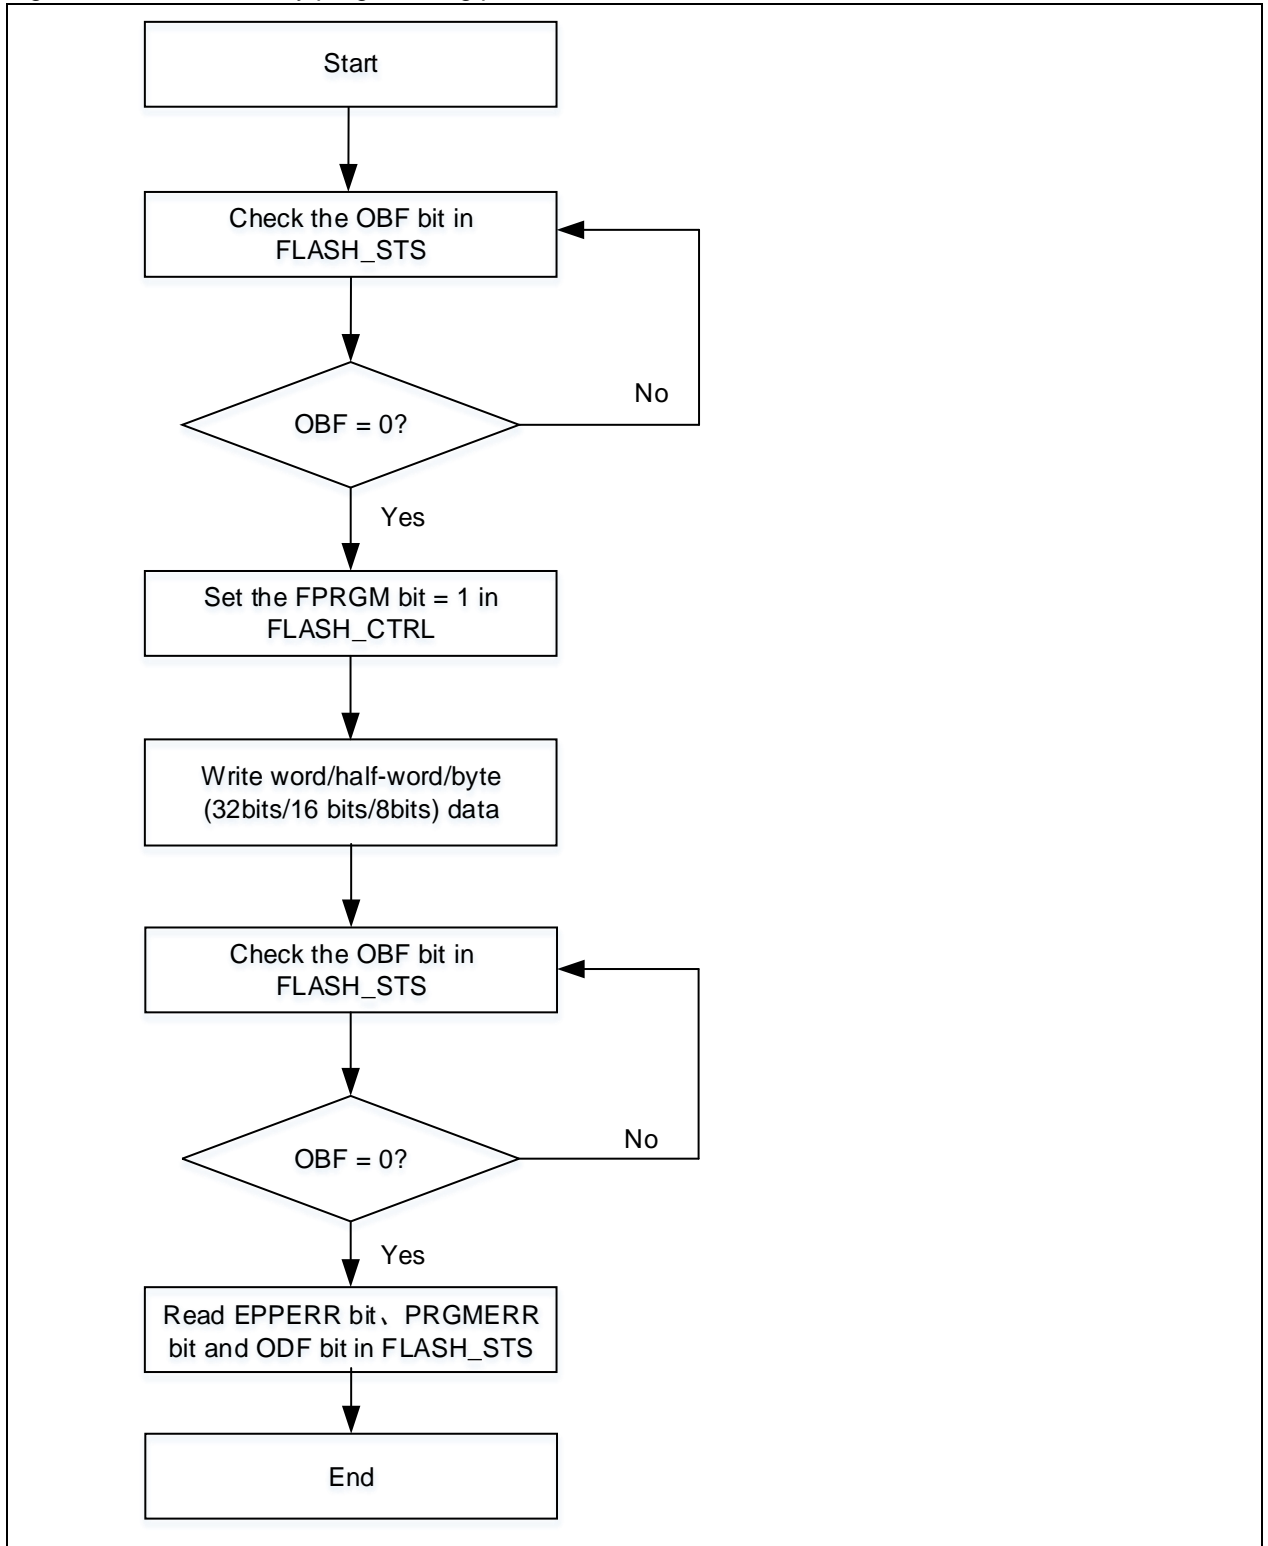 Start
Check the OBF bit in
FLASH_STS
No
OBF = 0?
Yes
Set the FPRGM bit = 1 in
FLASH_CTRL
Write word/half-word/byte
(32bits/16 bits/8bits) data
Check the OBF bit in
FLASH_STS
No
OBF = 0?
Yes
Read EPPERR bit、PRGMERR
bit and ODF bit in FLASH_STS
End